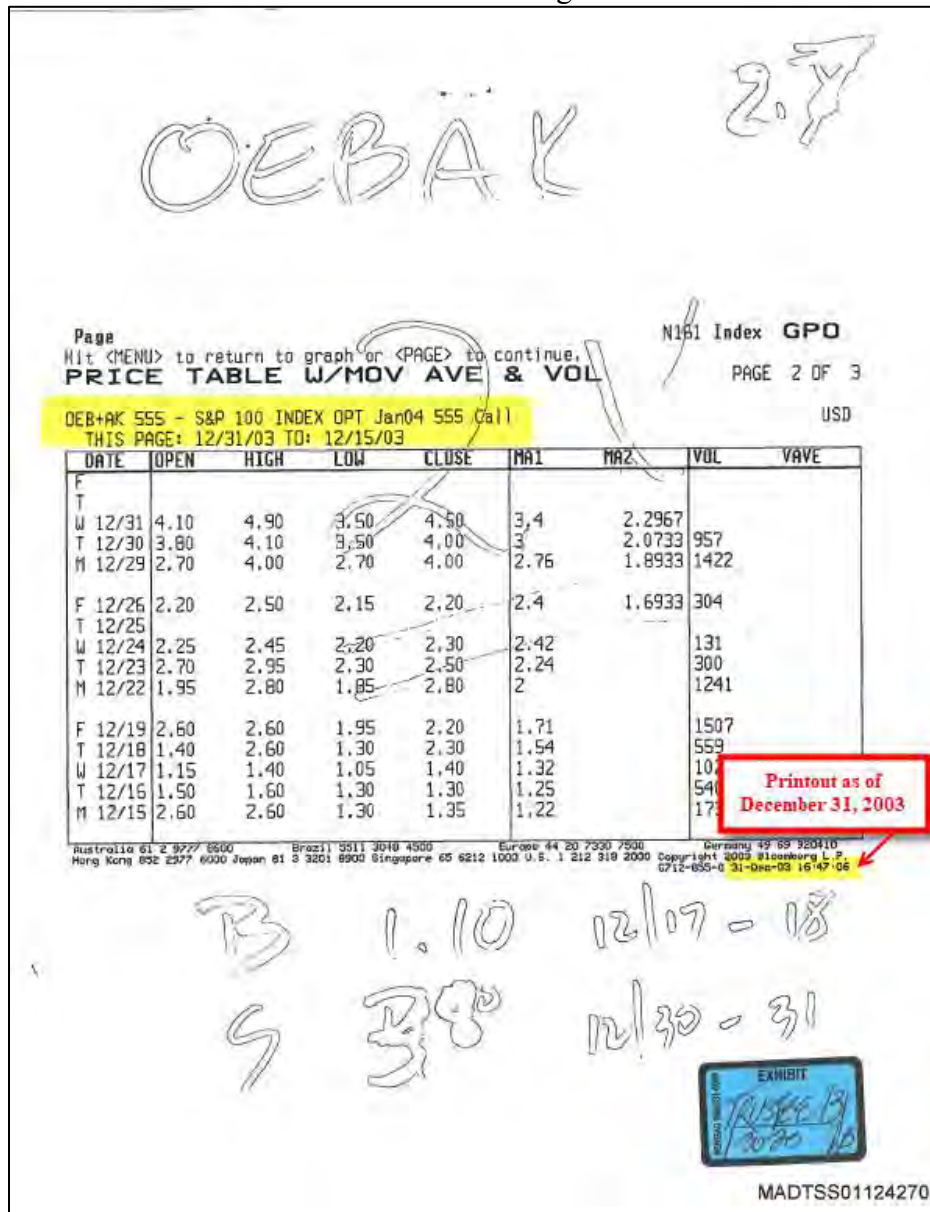 OEBAK
2.Y
Page
N161 Index GPO
Hit <MENU> to return to graph or <PAGE> to continue.
PRICE TABLE W/MOV AVE & VOL PAGE 2 OF 3
OEB+AK 555 - S&P 100 INDEX OPT Jan04 555 Call USD
THIS PAGE: 12/31/03 TO: 12/15/03
DATE OPEN HIGH LOW CLOSE MA1 MA2 VOL VAVE
F
T
W 12/31 4.10 4.90 3.50 4.50 3.4 2.2967
T 12/30 3.80 4.10 3.50 4.00 3 2.0733 957
M 12/29 2.70 4.00 2.70 4.00 2.76 1.8933 1422
F 12/26 2.20 2.50 2.15 2.20 2.4 1.6933 304
T 12/25
W 12/24 2.25 2.45 2.20 2.30 2.42 131
T 12/23 2.70 2.95 2.30 2.50 2.24 300
M 12/22 1.95 2.80 1.85 2.80 2 1241
F 12/19 2.60 2.60 1.95 2.20 1.71 1507
T 12/18 1.40 2.60 1.30 2.30 1.54 559
W 12/17 1.15 1.40 1.05 1.40 1.32
T 12/16 1.50 1.60 1.30 1.30 1.25
M 12/15 2.60 2.60 1.30 1.35 1.22
Printout as of
December 31, 2003
Australia 61 2 9777 8600 Brazil 5511 3048 4500 Europe 44 20 7330 7500 Germany 49 69 920410
Hong Kong 852 2977 6000 Japan 81 3 3201 8900 Singapore 65 6212 1000 U.S. 1 212 318 2000 Copyright 2003 Bloomberg L.P.
31-Dec-03 16:47:06
B 1.10 12/17 - 18
S 3.80 12/30 - 31
EXHIBIT
MADTSS01124270